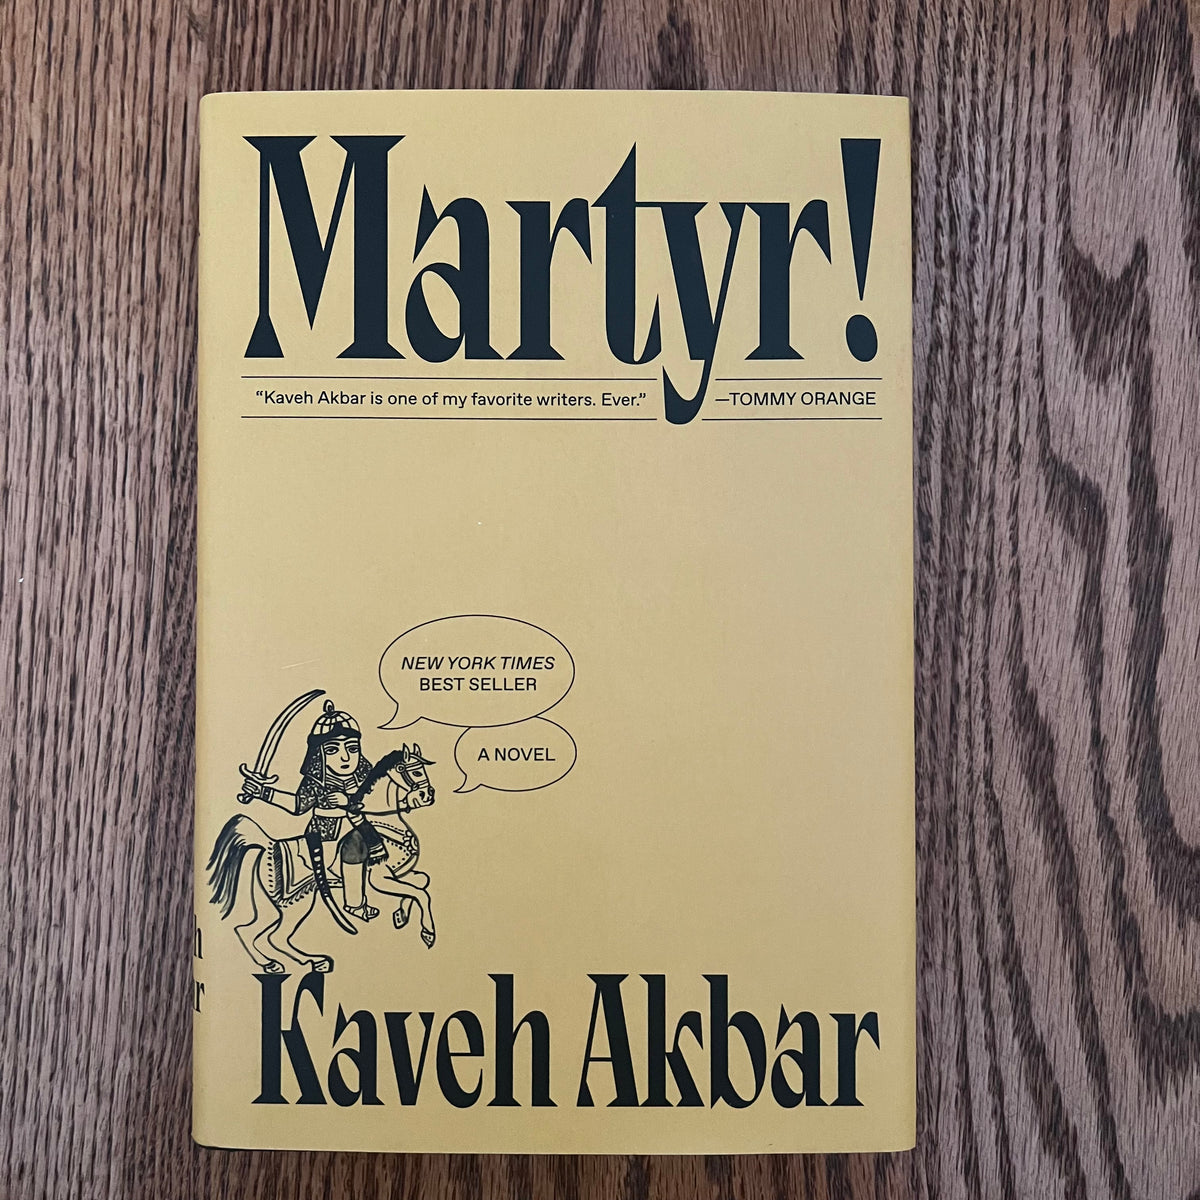 Martyr!
“Kaveh Akbar is one of my favorite writers. Ever.” —TOMMY ORANGE
NEW YORK TIMES
BEST SELLER
A NOVEL
Kaveh Akbar